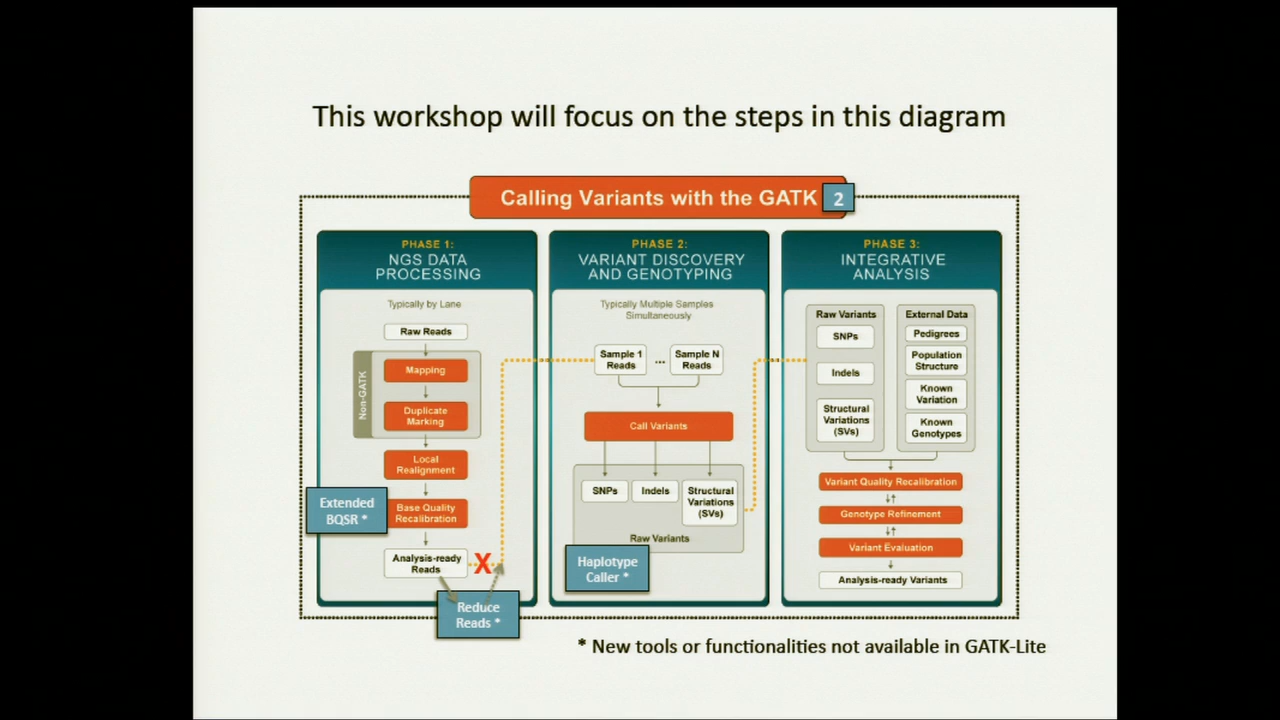 This workshop will focus on the steps in this diagram
Calling Variants with the GATK 2
PHASE 1:
NGS DATA
PROCESSING
Typically by Lane
Raw Reads
Non-GATK
Mapping
Duplicate
Marking
Local
Realignment
Extended
BQSR *
Base Quality
Recalibration
Analysis-ready
Reads
X
Reduce
Reads *
PHASE 2:
VARIANT DISCOVERY
AND GENOTYPING
Typically Multiple Samples
Simultaneously
Sample 1
Reads
...
Sample N
Reads
Call Variants
SNPs
Indels
Structural
Variations
(SVs)
Raw Variants
Haplotype
Caller *
PHASE 3:
INTEGRATIVE
ANALYSIS
Raw Variants
SNPs
Indels
Structural
Variations
(SVs)
External Data
Pedigrees
Population
Structure
Known
Variation
Known
Genotypes
Variant Quality Recalibration
Genotype Refinement
Variant Evaluation
Analysis-ready Variants
* New tools or functionalities not available in GATK-Lite